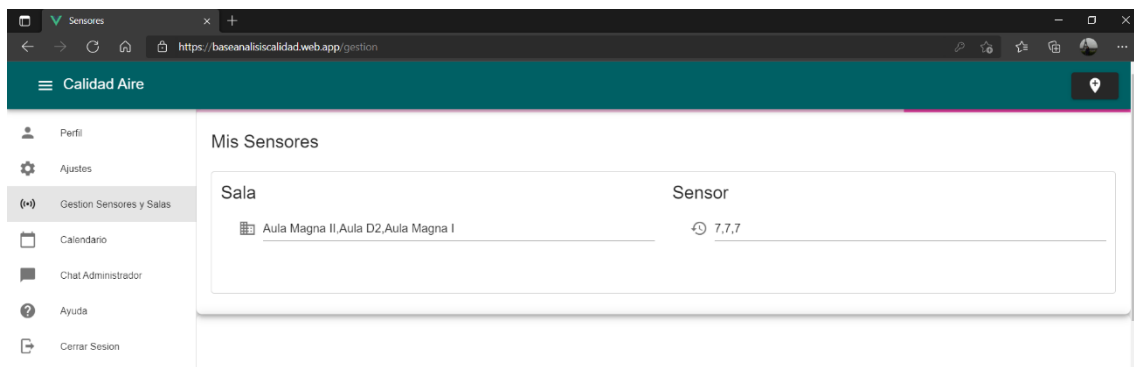 Sensores
https://baseanalisiscalidad.web.app/gestion
Calidad Aire
Perfil
Ajustes
Gestion Sensores y Salas
Calendario
Chat Administrador
Ayuda
Cerrar Sesion
Mis Sensores
Sala
Aula Magna II,Aula D2,Aula Magna I
Sensor
7,7,7